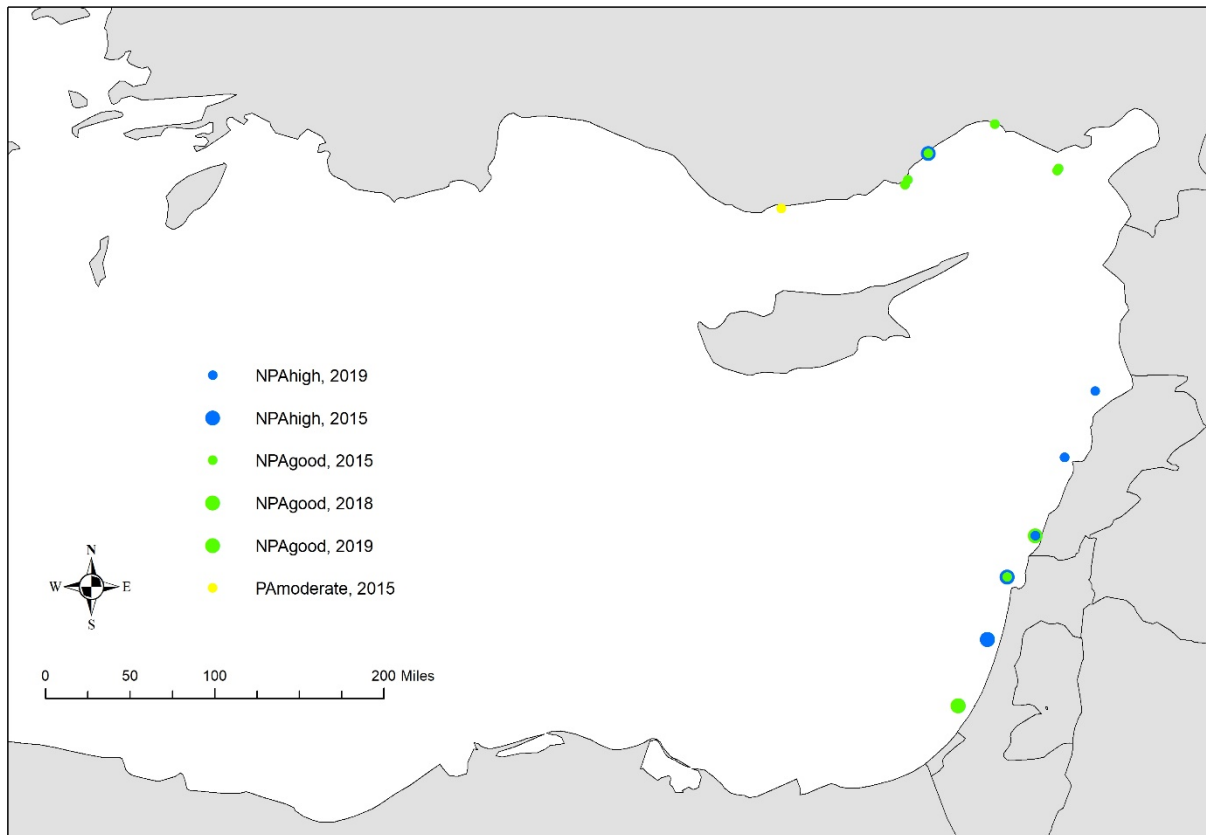 NPAhigh, 2019
NPAhigh, 2015
NPAgood, 2015
NPAgood, 2018
NPAgood, 2019
PAmoderate, 2015
N
W E
S
0 50 100 200 Miles